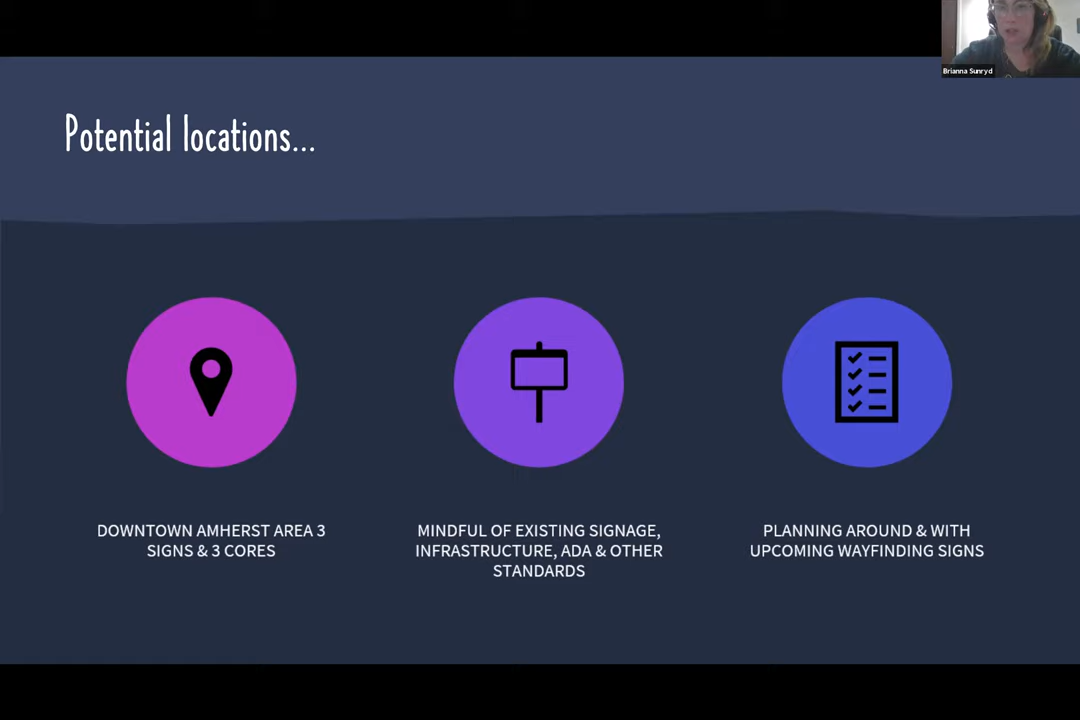 Brianna Sunryd
Potential locations...
DOWNTOWN AMHERST AREA 3
SIGNS & 3 CORES
MINDFUL OF EXISTING SIGNAGE,
INFRASTRUCTURE, ADA & OTHER
STANDARDS
PLANNING AROUND & WITH
UPCOMING WAYFINDING SIGNS